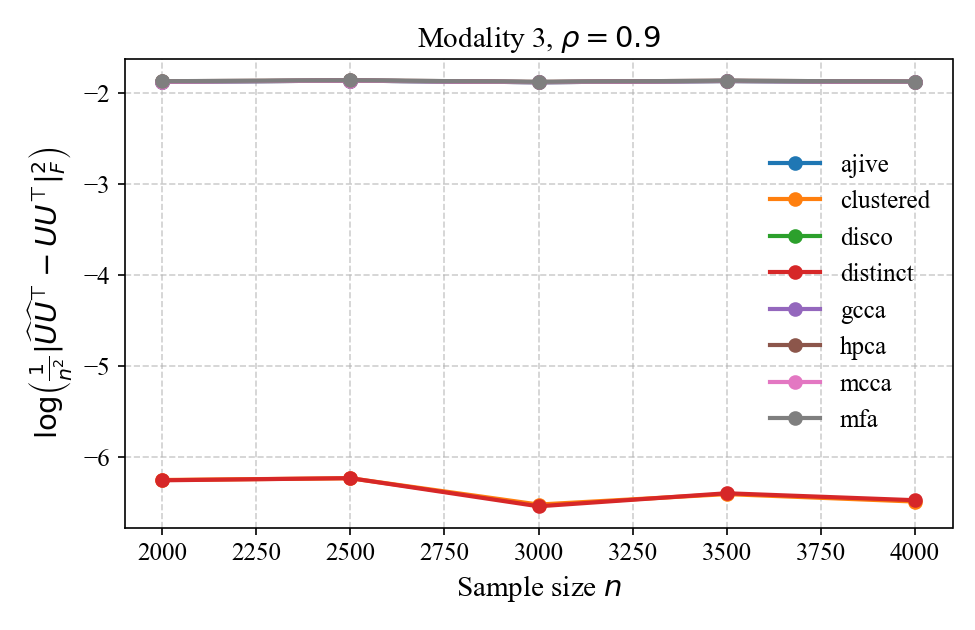 Modality 3, ρ = 0.9
log(1/n² |ÛÛ^⊤ − UU^⊤|²_F)
−2
−3
−4
−5
−6
ajive
clustered
disco
distinct
gcca
hpca
mcca
mfa
2000 2250 2500 2750 3000 3250 3500 3750 4000
Sample size n